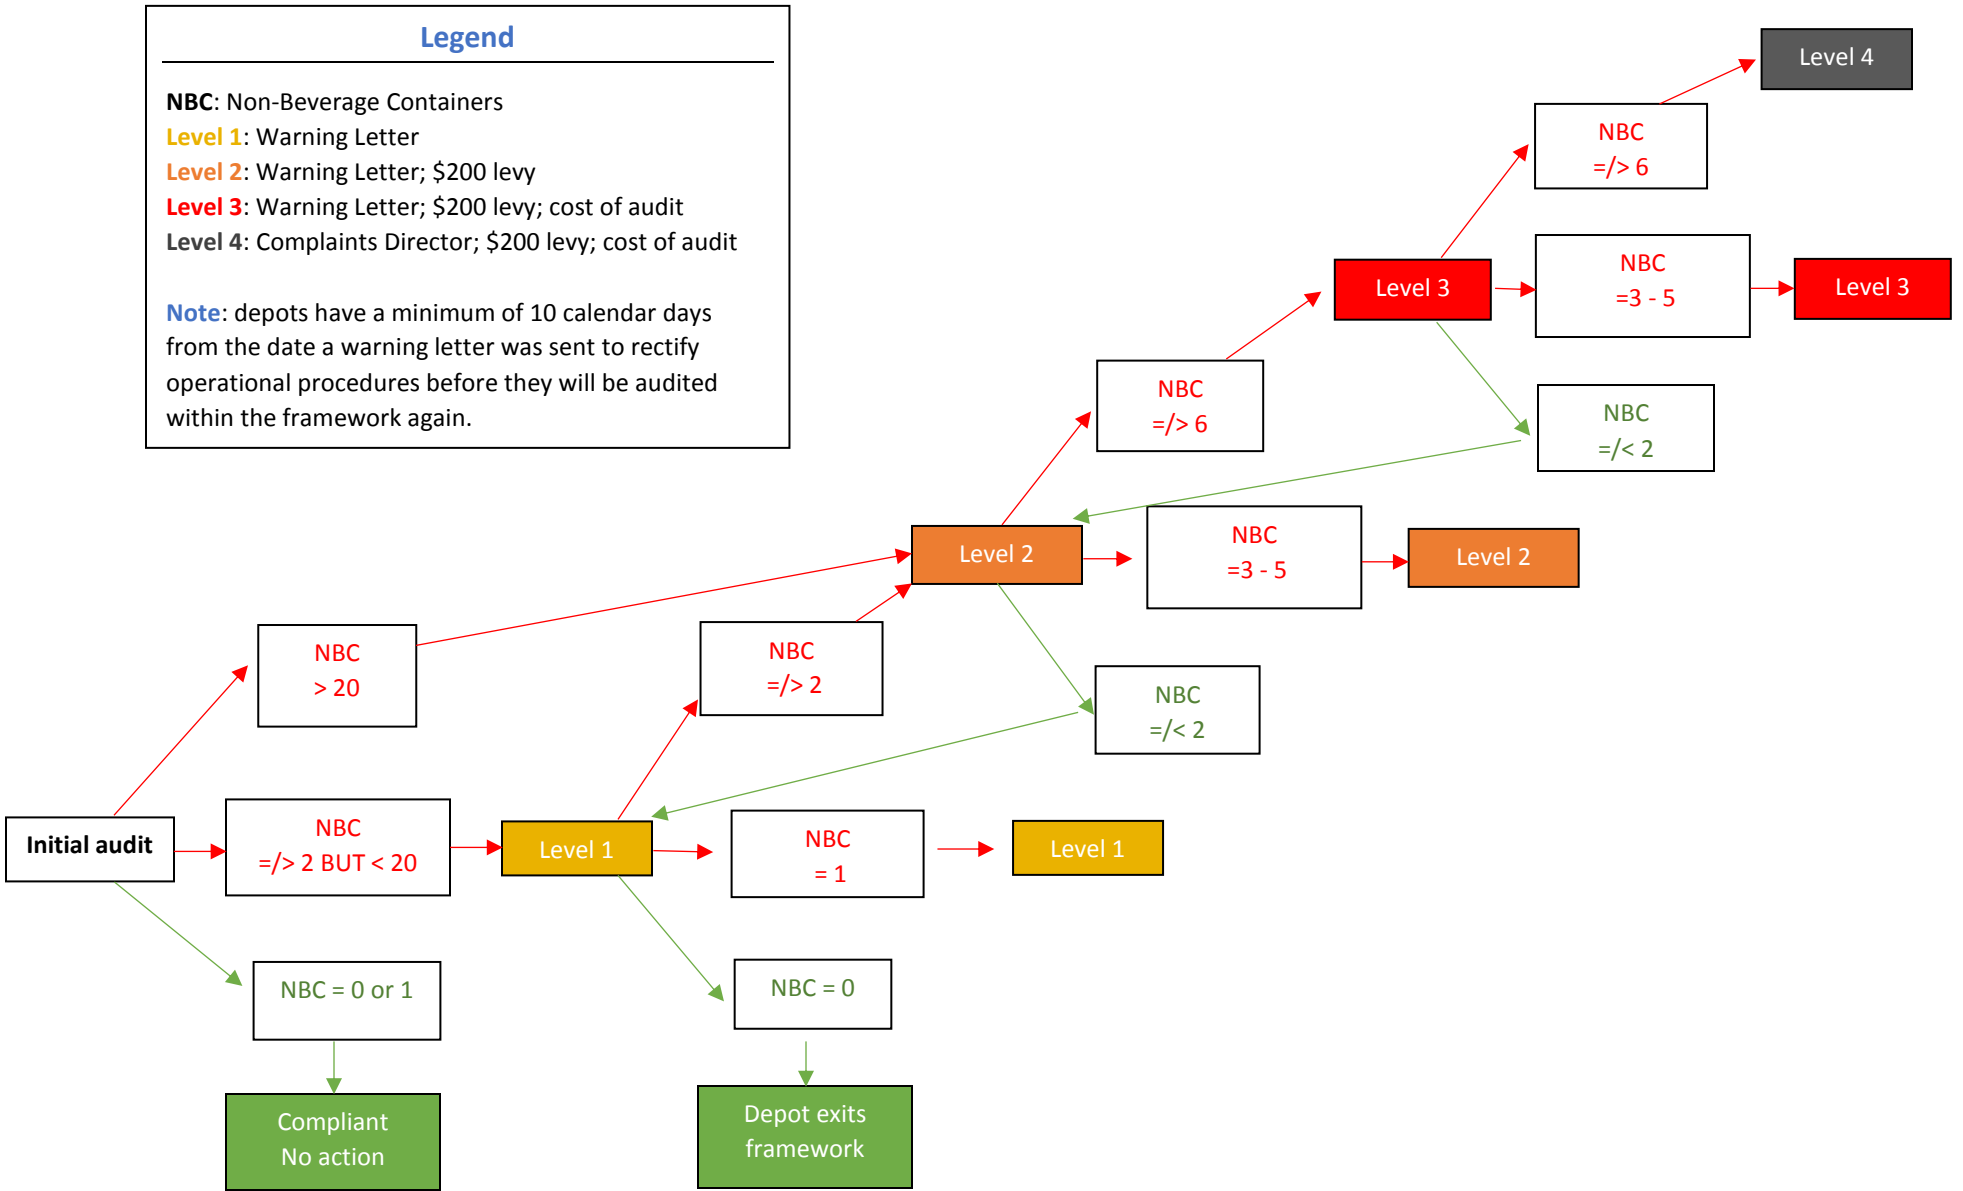 Legend
NBC: Non-Beverage Containers
Level 1: Warning Letter
Level 2: Warning Letter; $200 levy
Level 3: Warning Letter; $200 levy; cost of audit
Level 4: Complaints Director; $200 levy; cost of audit
Note: depots have a minimum of 10 calendar days
from the date a warning letter was sent to rectify
operational procedures before they will be audited
within the framework again.
Level 4
NBC
=/> 6
Level 3
NBC
=3 - 5
Level 3
NBC
=/> 6
NBC
=/< 2
Level 2
NBC
=3 - 5
Level 2
NBC
> 20
NBC
=/> 2
NBC
=/< 2
Initial audit
NBC
=/> 2 BUT < 20
Level 1
NBC
= 1
Level 1
NBC = 0 or 1
NBC = 0
Compliant
No action
Depot exits
framework